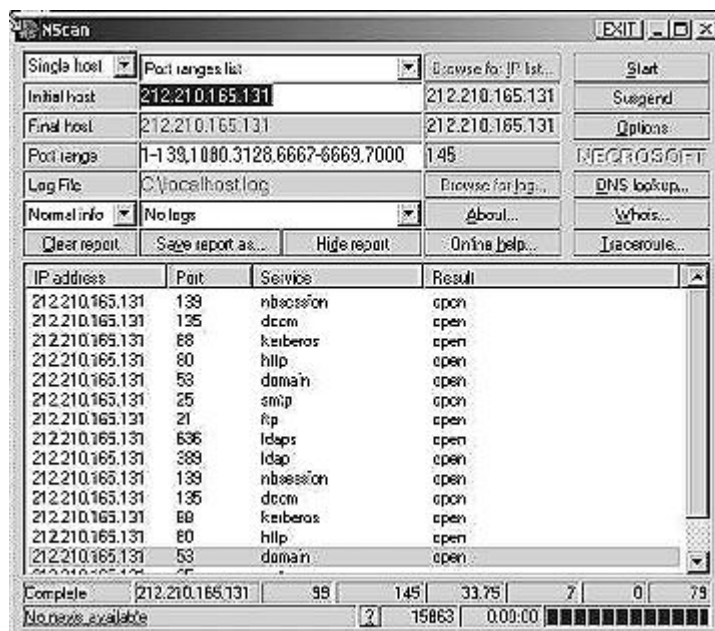 NScan EXIT
Single host Port ranges list Browse for IP list... Start
Initial host 212.210.165.131 212.210.165.131 Suspend
Final host 212.210.165.131 212.210.165.131 Options
Port range 1-139,1080,3128,6667-6669,7000 145 NECROSOFT
Log File C:\localhost.log Browse for log... DNS lookup...
Normal info No logs About... Whois...
Clear report Save report as... Hide report Online help... Traceroute...
IP address Port Service Result
212.210.165.131 139 nbsession open
212.210.165.131 135 dcom open
212.210.165.131 88 kerberos open
212.210.165.131 80 http open
212.210.165.131 53 domain open
212.210.165.131 25 smtp open
212.210.165.131 21 ftp open
212.210.165.131 636 ldaps open
212.210.165.131 389 ldap open
212.210.165.131 139 nbsession open
212.210.165.131 135 dcom open
212.210.165.131 88 kerberos open
212.210.165.131 80 http open
212.210.165.131 53 domain open
Complete 212.210.165.131 99 145 33.75 7 0 79
No news available ? 15863 0:00:00